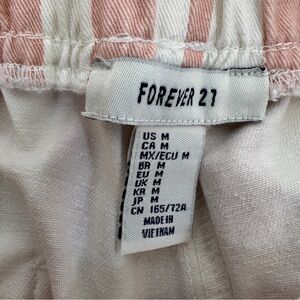 FOREVER 21
US M
CA M
MX/ECU M
BR M
EU M
UK M
KR M
JP M
CN 165/72A
MADE IN
VIETNAM